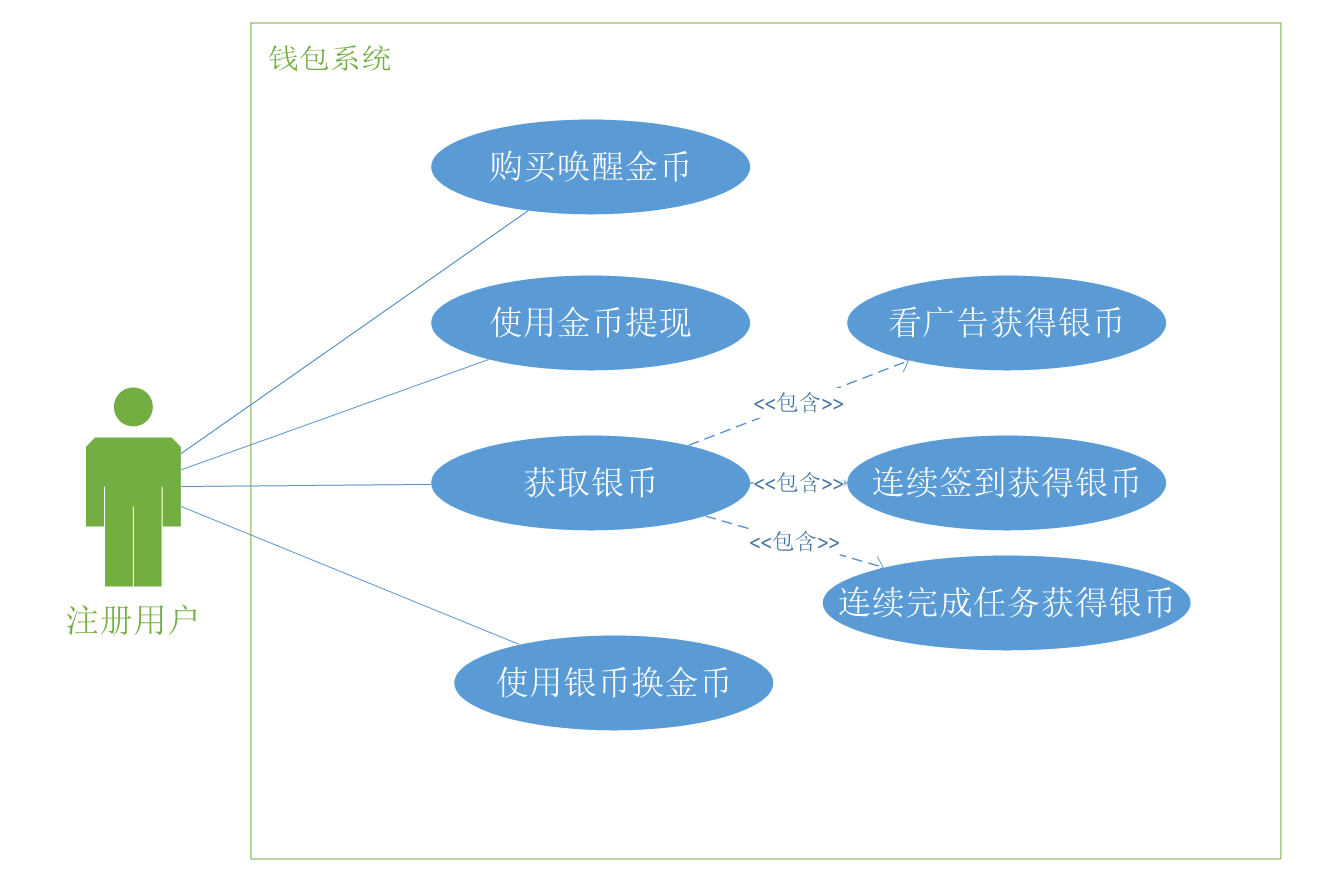 钱包系统
购买唤醒金币
使用金币提现
看广告获得银币
<<包含>>
获取银币
<<包含>>
连续签到获得银币
<<包含>>
连续完成任务获得银币
注册用户
使用银币换金币